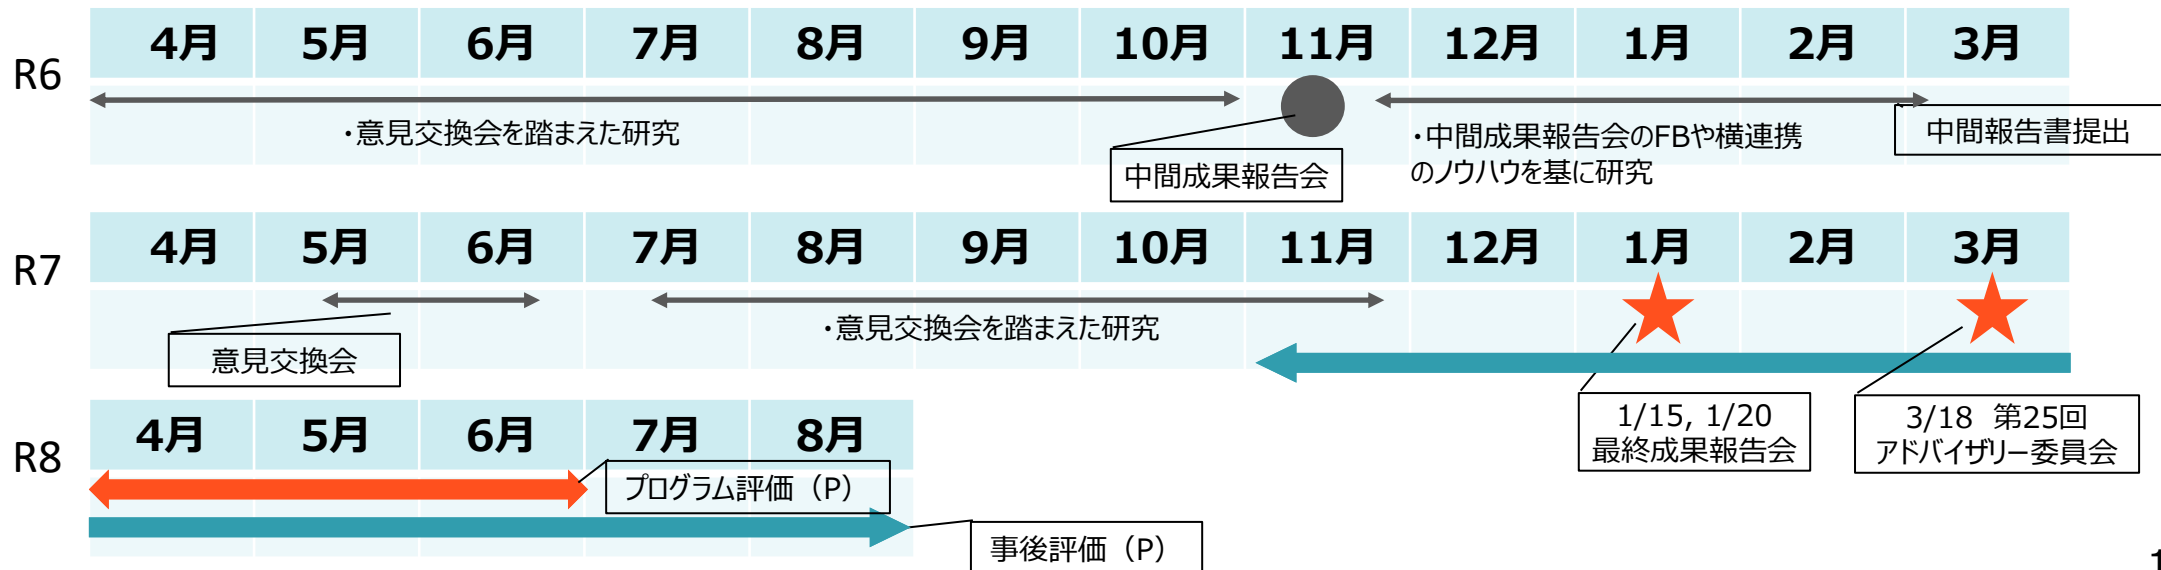 4月 5月 6月 7月 8月 9月 10月 11月 12月 1月 2月 3月
R6
・意見交換会を踏まえた研究
中間成果報告会
・中間成果報告会のFBや横連携
のノウハウを基に研究
中間報告書提出
4月 5月 6月 7月 8月 9月 10月 11月 12月 1月 2月 3月
R7
意見交換会
・意見交換会を踏まえた研究
1/15, 1/20
最終成果報告会
3/18 第25回
アドバイザリー委員会
4月 5月 6月 7月 8月
R8
プログラム評価（P）
事後評価（P）
1